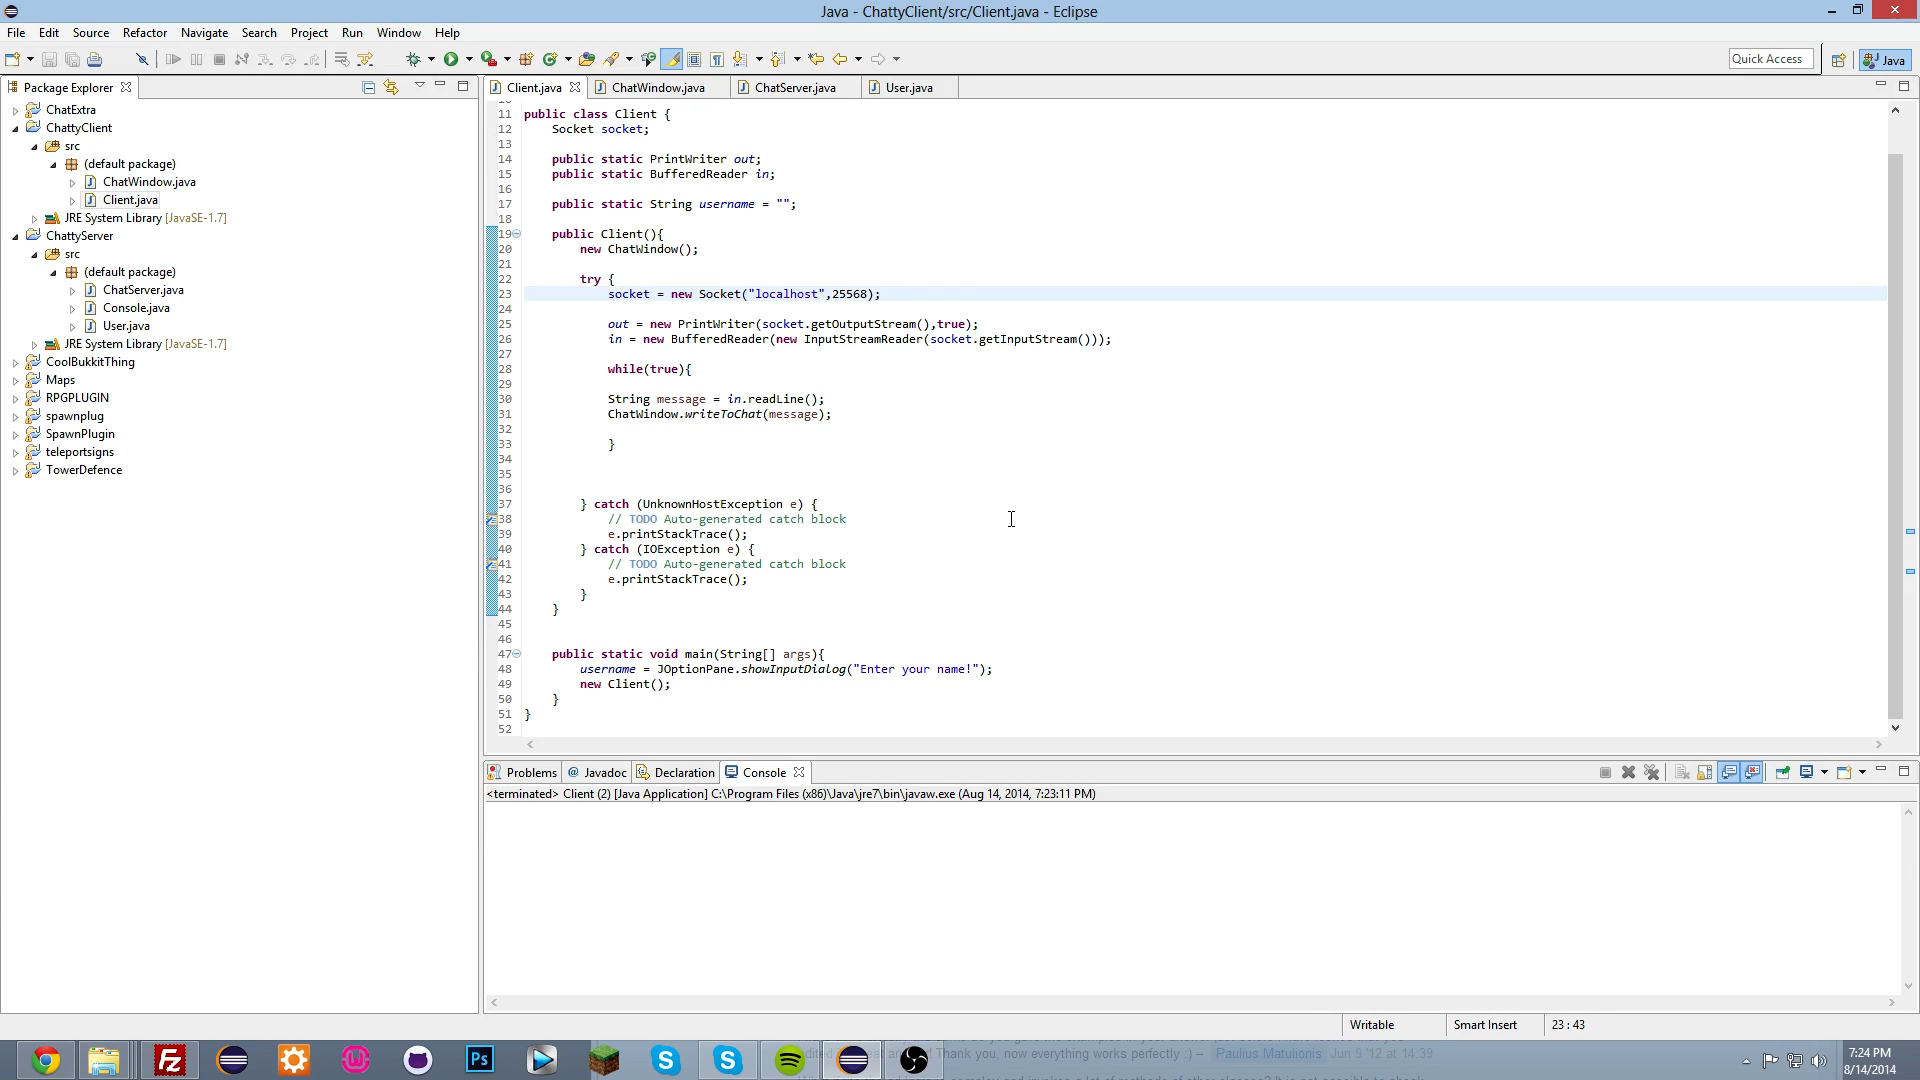 Java - ChattyClient/src/Client.java - Eclipse
File Edit Source Refactor Navigate Search Project Run Window Help
Quick Access Java
Package Explorer
ChatExtra
ChattyClient
src
(default package)
ChatWindow.java
Client.java
JRE System Library [JavaSE-1.7]
ChattyServer
src
(default package)
ChatServer.java
Console.java
User.java
JRE System Library [JavaSE-1.7]
CoolBukkitThing
Maps
RPGPLUGIN
spawnplug
SpawnPlugin
teleportsigns
TowerDefence
Client.java ChatWindow.java ChatServer.java User.java
11 public class Client {
12 Socket socket;
13
14 public static PrintWriter out;
15 public static BufferedReader in;
16
17 public static String username = "";
18
19 public Client(){
20 new ChatWindow();
21
22 try {
23 socket = new Socket("localhost",25568);
24
25 out = new PrintWriter(socket.getOutputStream(),true);
26 in = new BufferedReader(new InputStreamReader(socket.getInputStream()));
27
28 while(true){
29
30 String message = in.readLine();
31 ChatWindow.writeToChat(message);
32
33 }
34
35
36
37 } catch (UnknownHostException e) {
38 // TODO Auto-generated catch block
39 e.printStackTrace();
40 } catch (IOException e) {
41 // TODO Auto-generated catch block
42 e.printStackTrace();
43 }
44 }
45
46
47 public static void main(String[] args){
48 username = JOptionPane.showInputDialog("Enter your name!");
49 new Client();
50 }
51 }
52
Problems @ Javadoc Declaration Console
<terminated> Client (2) [Java Application] C:\Program Files (x86)\Java\jre7\bin\javaw.exe (Aug 14, 2014, 7:23:11 PM)
Writable Smart Insert 23 : 43
Thank you, now everything works perfectly :) – Paulius Matulionis Jun 9 '12 at 14:39
Fz
Ps
7:24 PM
8/14/2014